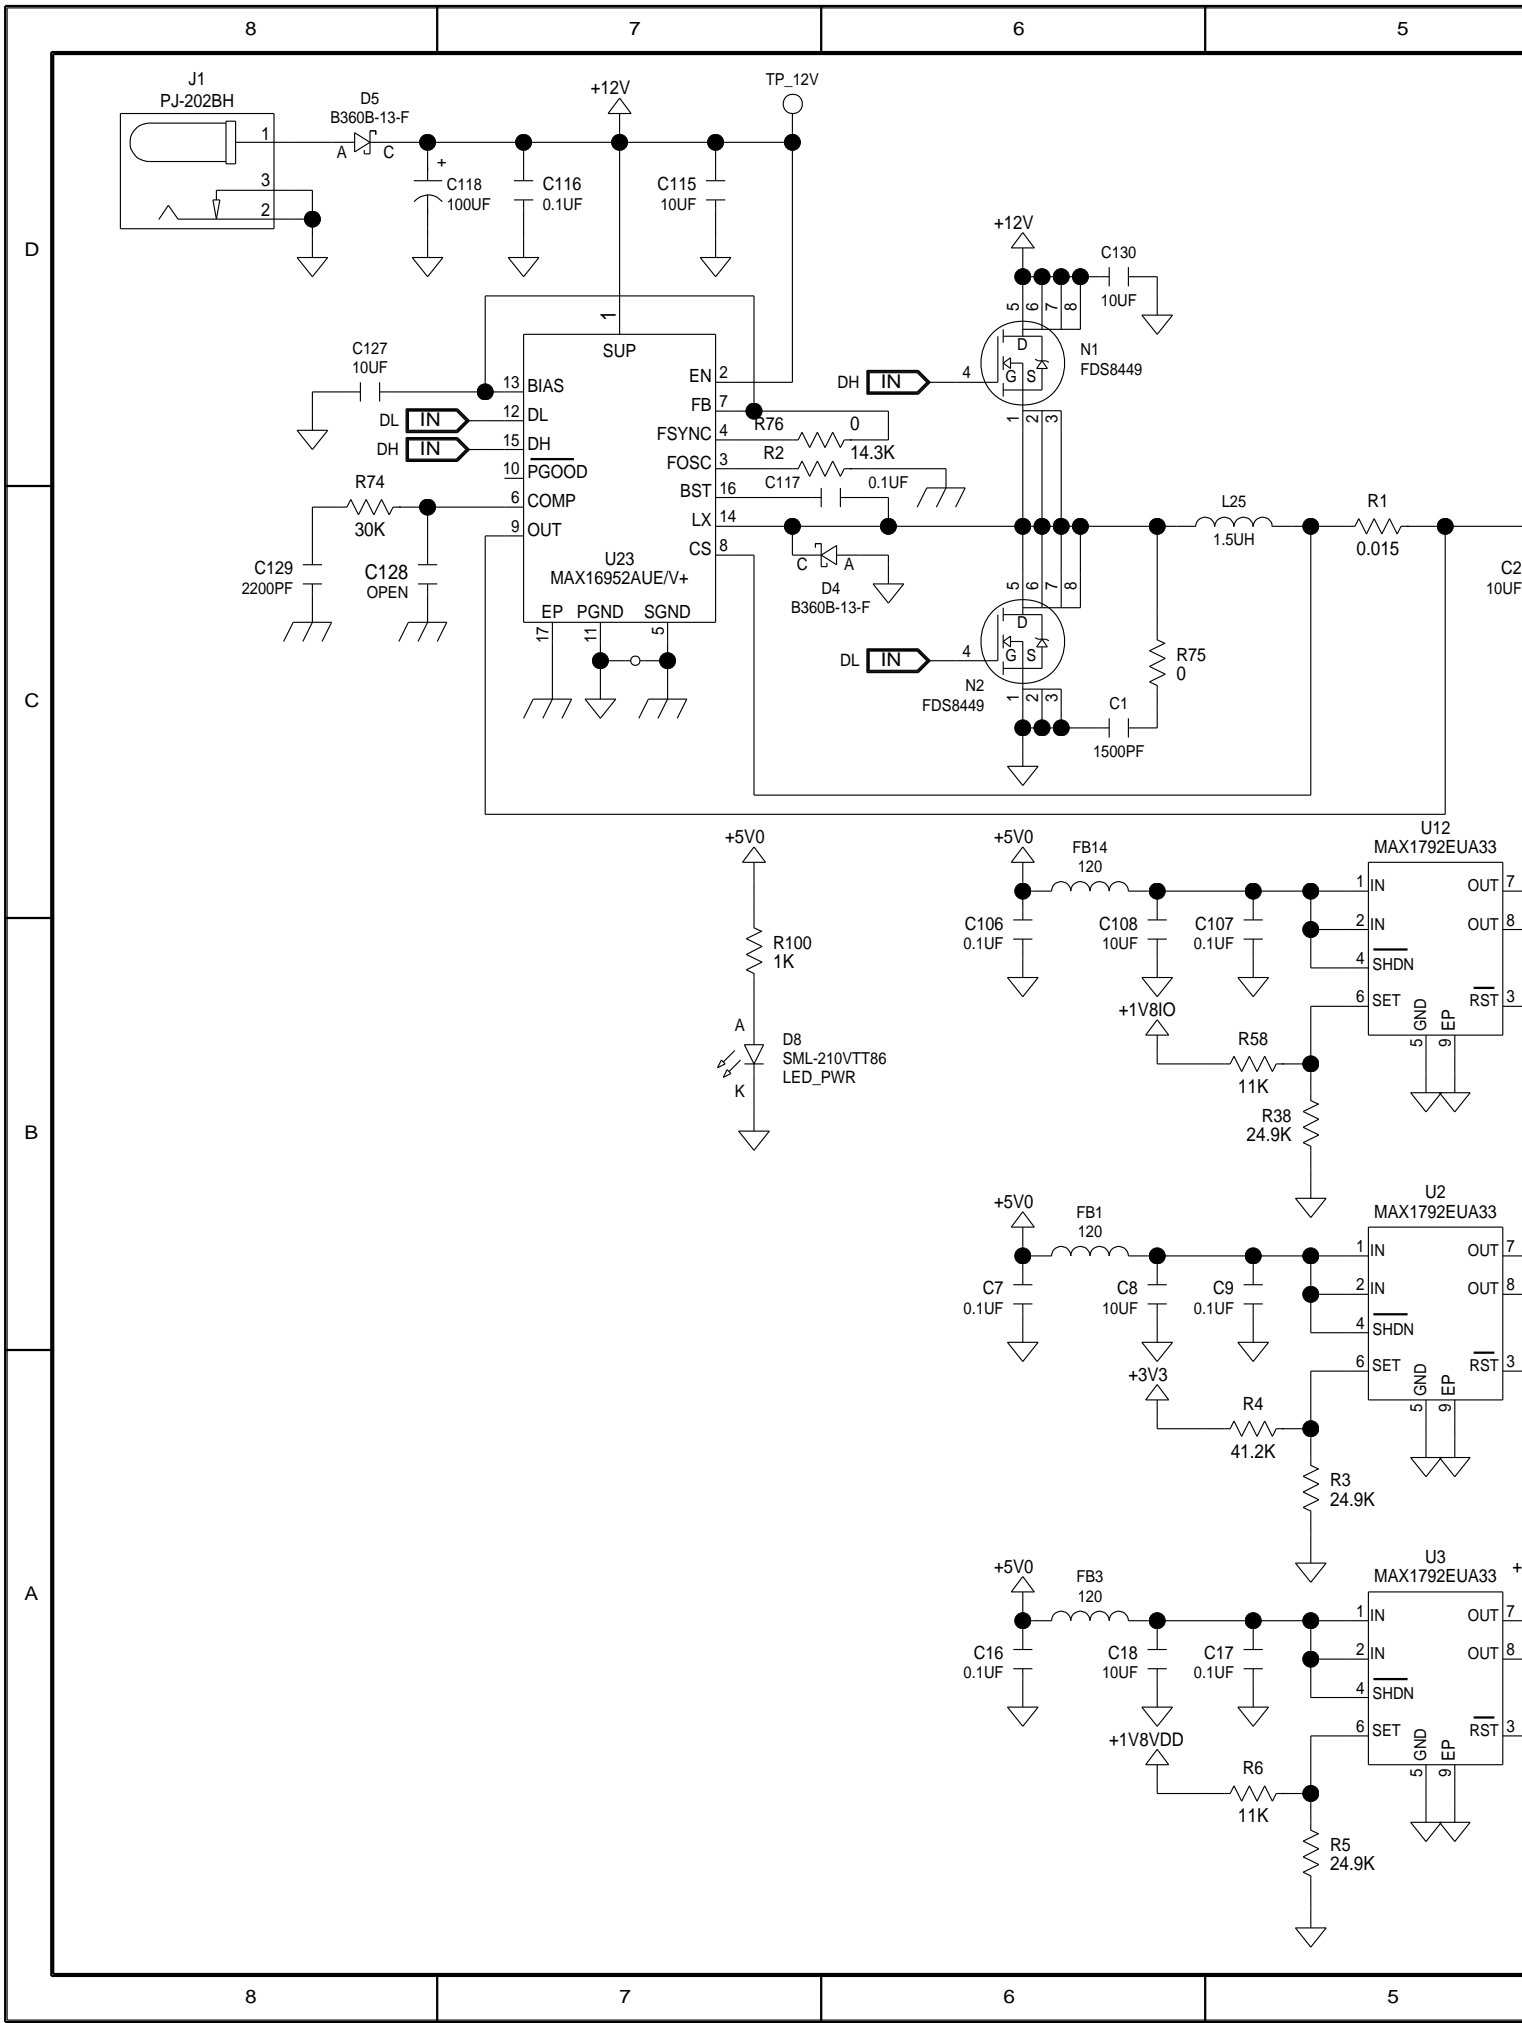 8 7 6 5
D
C
B
A
J1
PJ-202BH
1
3
2
D5
B360B-13-F
A C
+12V
TP_12V
+
C118
100UF
C116
0.1UF
C115
10UF
C127
10UF
DL IN
DH IN
R74
30K
C129
2200PF
C128
OPEN
1
SUP
13 BIAS
12 DL
15 DH
10 PGOOD
6 COMP
9 OUT
EN 2
FB 7
FSYNC 4
FOSC 3
BST 16
LX 14
CS 8
U23
MAX16952AUE/V+
EP PGND SGND
17 11 5
R76 0
R2 14.3K
C117 0.1UF
C A
D4
B360B-13-F
+12V
C130
10UF
5 6 7 8
D
G S
N1
FDS8449
DH IN 4
1 2 3
5 6 7 8
D
G S
DL IN 4
N2
FDS8449
1 2 3
C1
1500PF
R75
0
L25
1.5UH
R1
0.015
C2
10UF
+5V0
R100
1K
A
D8
SML-210VTT86
LED_PWR
K
+5V0
FB14
120
C106
0.1UF
C108
10UF
C107
0.1UF
+1V8IO
R58
11K
R38
24.9K
U12
MAX1792EUA33
1 IN OUT 7
2 IN OUT 8
4 SHDN
6 SET RST 3
GND EP
5 9
+5V0
FB1
120
C7
0.1UF
C8
10UF
C9
0.1UF
+3V3
R4
41.2K
R3
24.9K
U2
MAX1792EUA33
1 IN OUT 7
2 IN OUT 8
4 SHDN
6 SET RST 3
GND EP
5 9
+5V0
FB3
120
C16
0.1UF
C18
10UF
C17
0.1UF
+1V8VDD
R6
11K
R5
24.9K
U3
MAX1792EUA33 +
1 IN OUT 7
2 IN OUT 8
4 SHDN
6 SET RST 3
GND EP
5 9
8 7 6 5